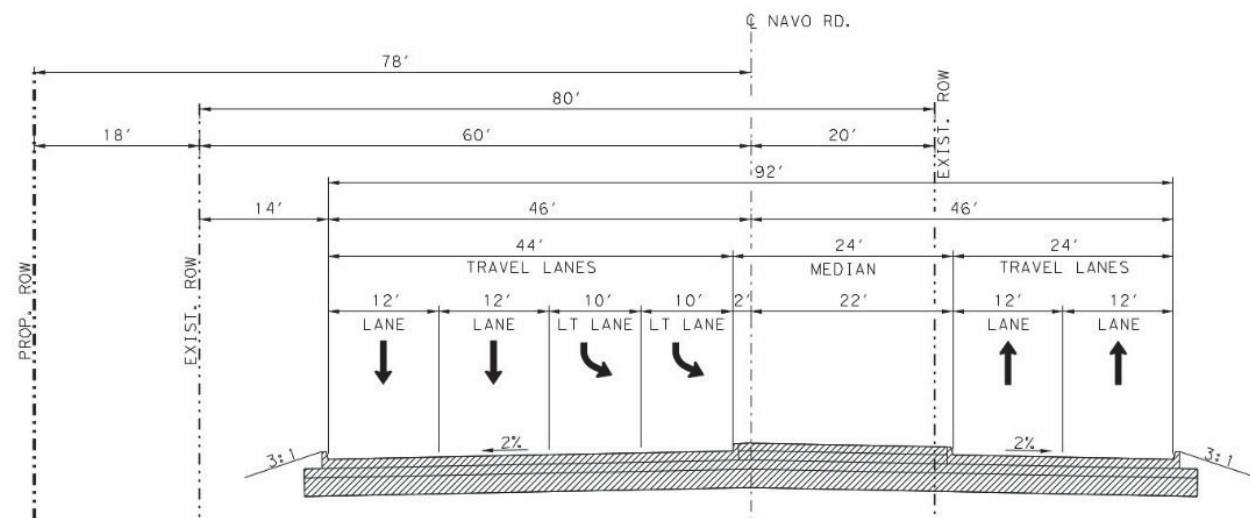 ℄ NAVO RD.
78'
80'
18'
60'
20'
EXIST. ROW
92'
14'
46'
46'
44'
24'
24'
TRAVEL LANES
MEDIAN
TRAVEL LANES
12'
12'
10'
10'
2'
22'
12'
12'
LANE
LANE
LT LANE
LT LANE
LANE
LANE
PROP. ROW
EXIST. ROW
3:1
2%
2%
3:1